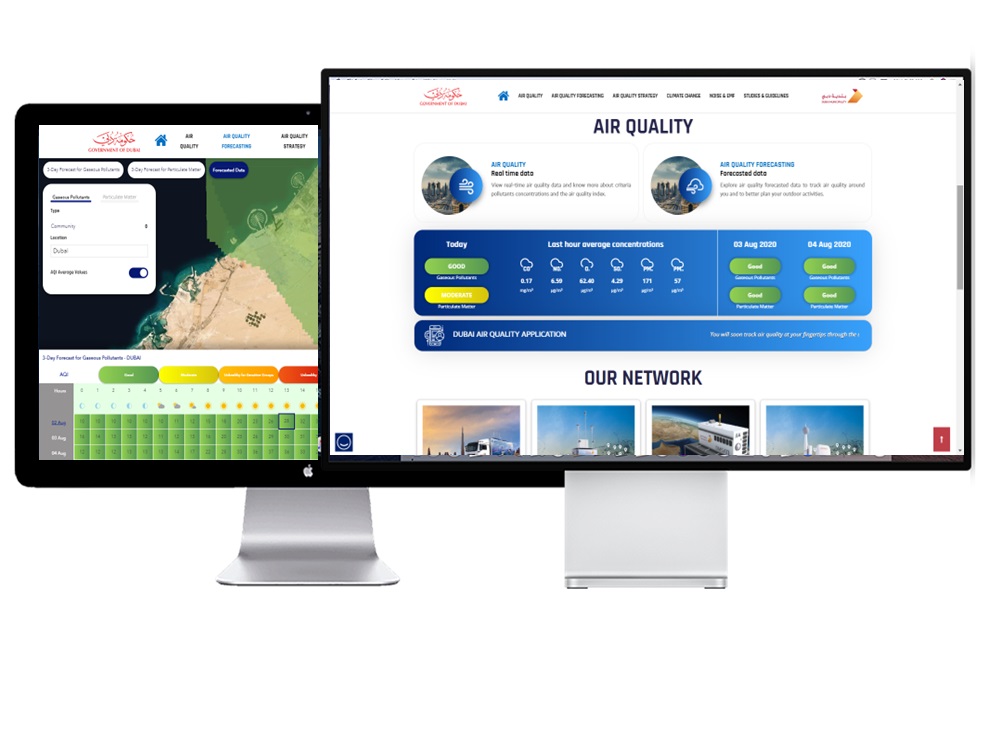 حكومة دبي
GOVERNMENT OF DUBAI
AIR QUALITY
AIR QUALITY FORECASTING
AIR QUALITY STRATEGY
3-Day Forecast for Gaseous Pollutants
3-Day Forecast for Particulate Matter
Forecasted Data
Gaseous Pollutants
Particulate Matter
Type
Community
Location
Dubai
AQI Average Values
3-Day Forecast for Gaseous Pollutants - DUBAI
AQI
Good
Moderate
Unhealthy for Sensitive Groups
Hours
0 1 2 3 4 5 6 7 8 9 10 11 12 13 14
02 Aug
03 Aug
04 Aug
حكومة دبي
GOVERNMENT OF DUBAI
AIR QUALITY AIR QUALITY FORECASTING AIR QUALITY STRATEGY CLIMATE CHANGE NOISE & EMF STUDIES & GUIDELINES
بلدية دبي
DUBAI MUNICIPALITY
AIR QUALITY
AIR QUALITY
Real time data
View real-time air quality data and know more about criteria
pollutants concentrations and the air quality index.
AIR QUALITY FORECASTING
Forecasted data
Explore air quality forecasted data to track air quality around
you and to better plan your outdoor activities.
Today
Last hour average concentrations
03 Aug 2020
04 Aug 2020
GOOD
Gaseous Pollutants
MODERATE
Particulate Matter
0.17 6.59 62.40 4.29 171 57
mg/m³ µg/m³ µg/m³ µg/m³ µg/m³ µg/m³
Good
Gaseous Pollutants
Good
Particulate Matter
Good
Gaseous Pollutants
Good
Particulate Matter
DUBAI AIR QUALITY APPLICATION
You will soon track air quality at your fingertips through the
OUR NETWORK